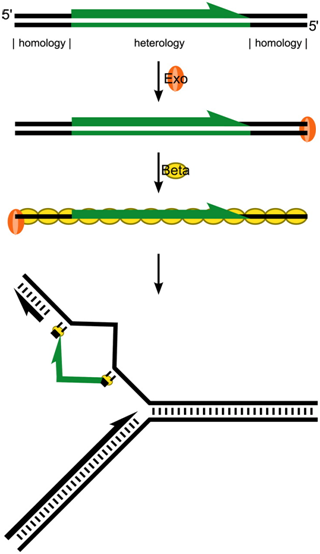 5'
5'
| homology | heterology | homology |
Exo
Beta